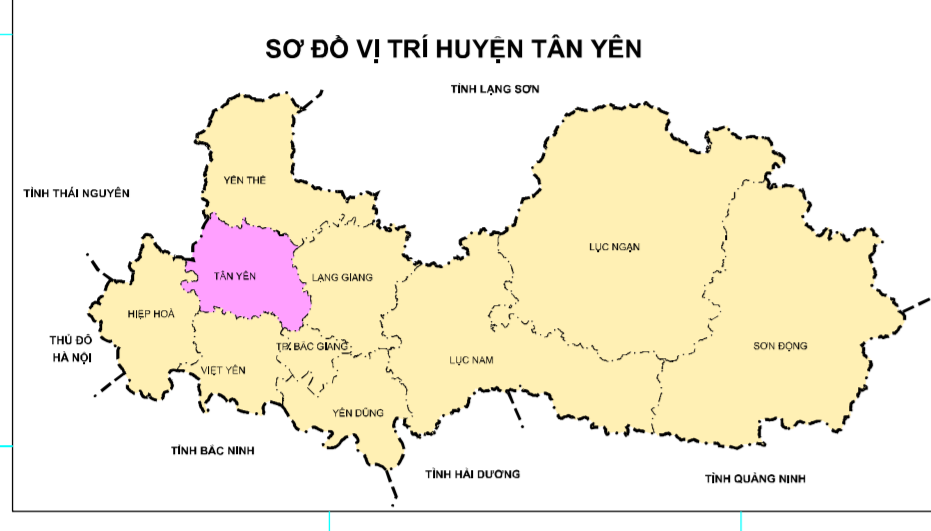 SƠ ĐỒ VỊ TRÍ HUYỆN TÂN YÊN
TỈNH LẠNG SƠN
YÊN THẾ
TỈNH THÁI NGUYÊN
LỤC NGẠN
TÂN YÊN
LẠNG GIANG
HIỆP HOÀ
THỦ ĐÔ
HÀ NỘI
TP. BẮC GIANG
SƠN ĐỘNG
LỤC NAM
VIỆT YÊN
YÊN DŨNG
TỈNH BẮC NINH
TỈNH HẢI DƯƠNG
TỈNH QUẢNG NINH